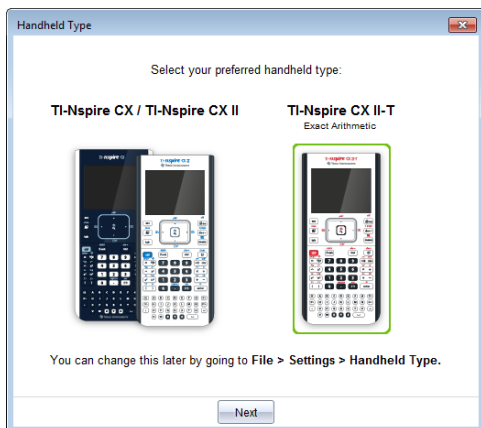 Handheld Type
Select your preferred handheld type:
TI-Nspire CX / TI-Nspire CX II
TI-Nspire CX II-T
Exact Arithmetic
You can change this later by going to File > Settings > Handheld Type.
Next